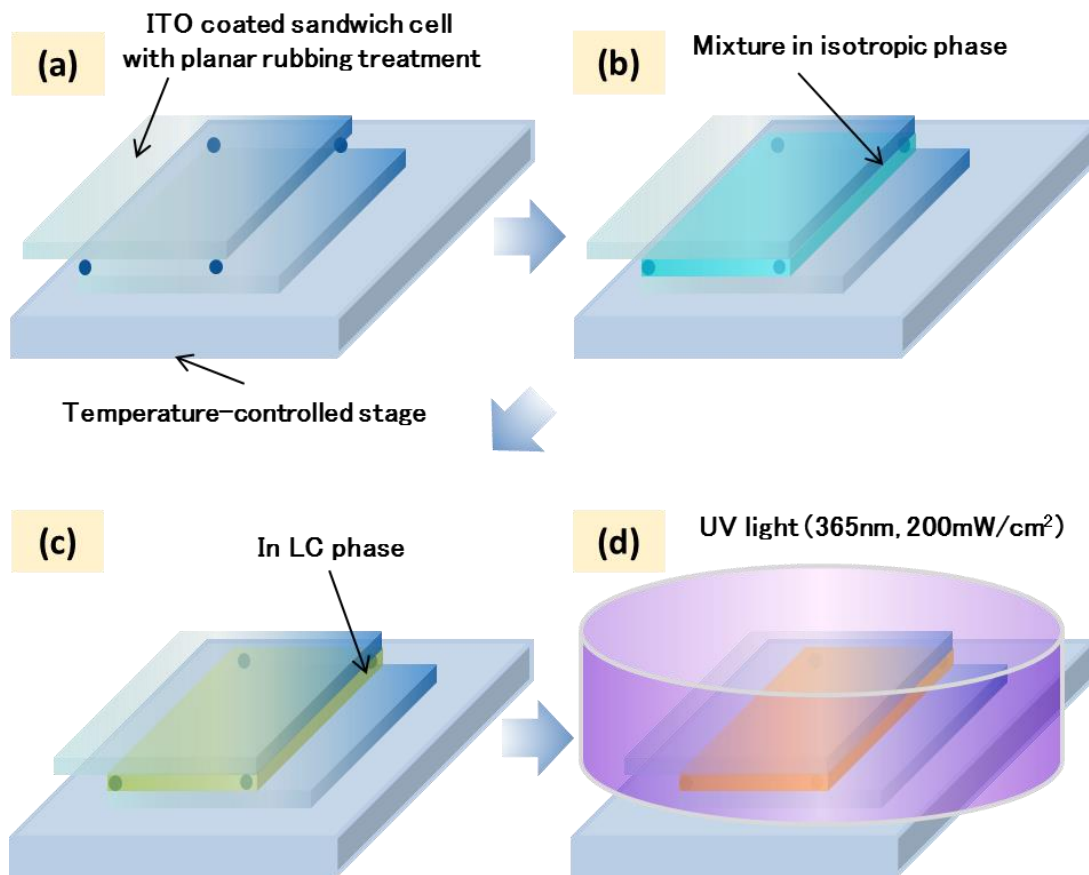 (a)
ITO coated sandwich cell
with planar rubbing treatment
(b)
Mixture in isotropic phase
Temperature-controlled stage
(c)
In LC phase
(d)
UV light (365nm, 200mW/cm²)